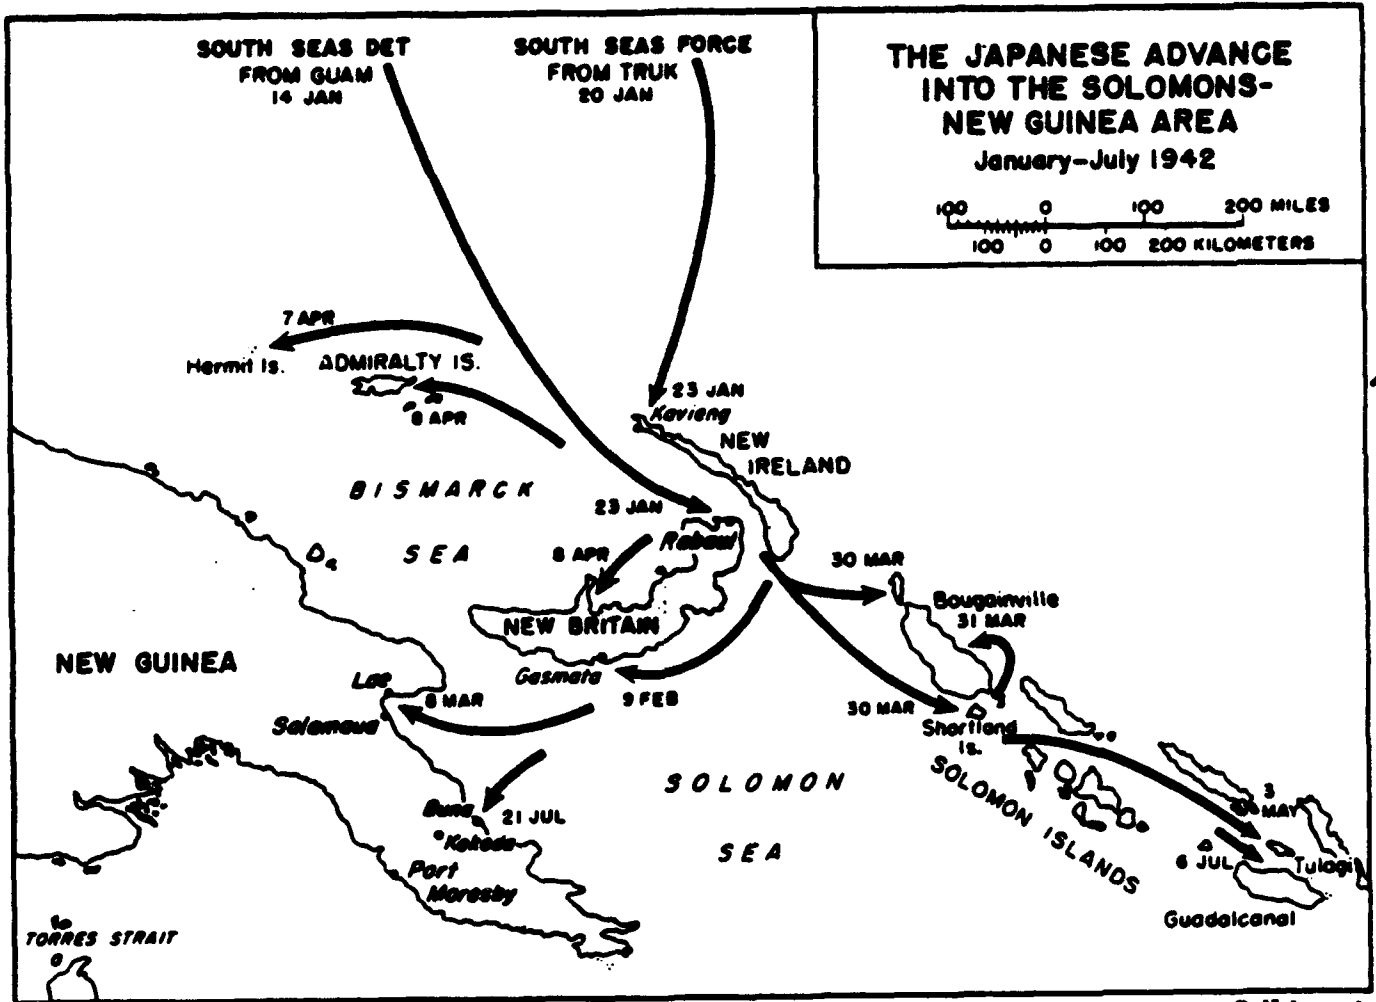 SOUTH SEAS DET
FROM GUAM
14 JAN
SOUTH SEAS FORCE
FROM TRUK
20 JAN
THE JAPANESE ADVANCE
INTO THE SOLOMONS-
NEW GUINEA AREA
January-July 1942
100 0 100 200 MILES
100 0 100 200 KILOMETERS
7 APR
Hermit Is.
ADMIRALTY IS.
8 APR
23 JAN
Kavieng
NEW
IRELAND
BISMARCK
SEA
23 JAN
Rabaul
8 APR
NEW BRITAIN
Gasmata
9 FEB
30 MAR
Bougainville
31 MAR
30 MAR
Shortland
Is.
NEW GUINEA
Lae
8 MAR
Salamaua
SOLOMON
SEA
SOLOMON ISLANDS
Buna
21 JUL
Kokoda
Port
Moresby
3
MAY
6 JUL
Tulagi
Guadalcanal
TORRES STRAIT